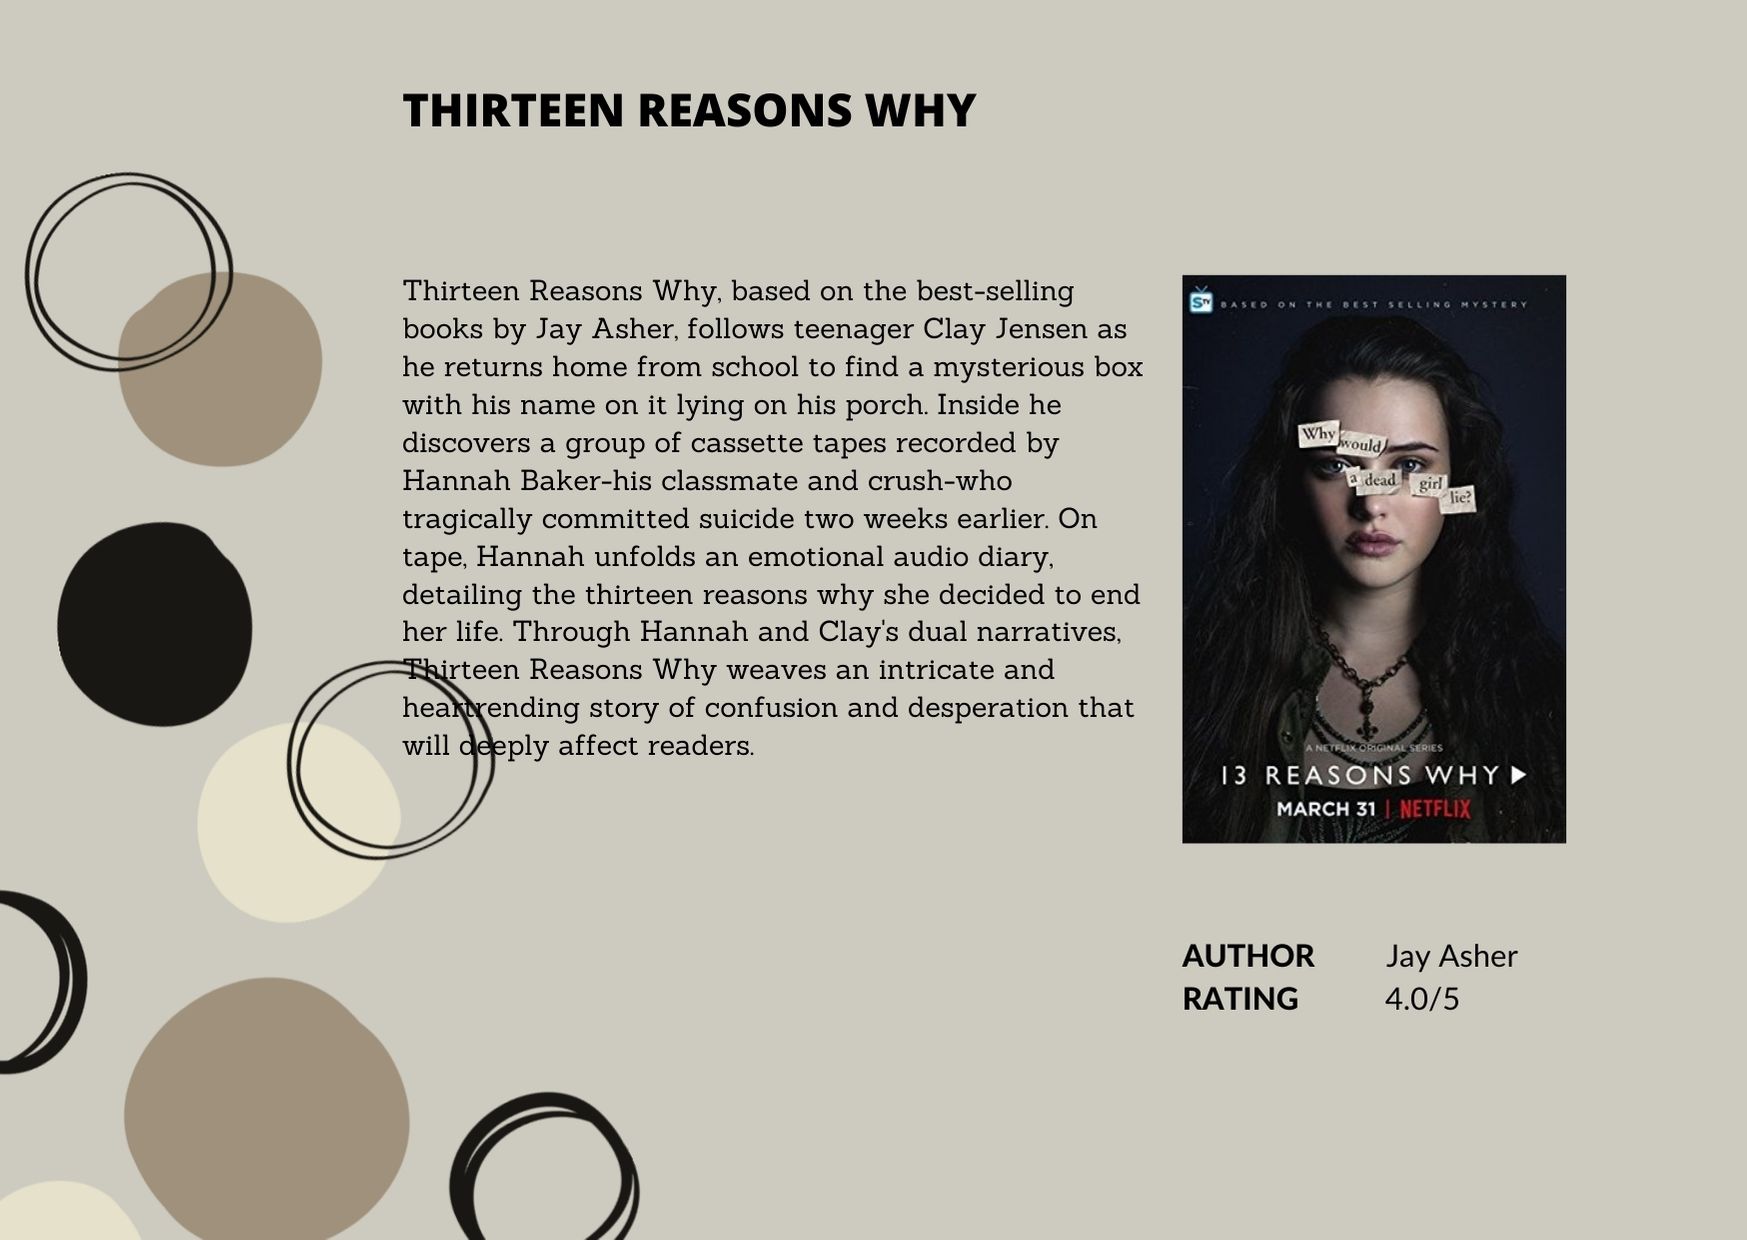 THIRTEEN REASONS WHY
Thirteen Reasons Why, based on the best-selling
books by Jay Asher, follows teenager Clay Jensen as
he returns home from school to find a mysterious box
with his name on it lying on his porch. Inside he
discovers a group of cassette tapes recorded by
Hannah Baker-his classmate and crush-who
tragically committed suicide two weeks earlier. On
tape, Hannah unfolds an emotional audio diary,
detailing the thirteen reasons why she decided to end
her life. Through Hannah and Clay's dual narratives,
Thirteen Reasons Why weaves an intricate and
heartrending story of confusion and desperation that
will deeply affect readers.
STV BASED ON THE BEST SELLING MYSTERY
Why would
a dead girl
lie?
A NETFLIX ORIGINAL SERIES
13 REASONS WHY
MARCH 31 | NETFLIX
AUTHOR Jay Asher
RATING 4.0/5